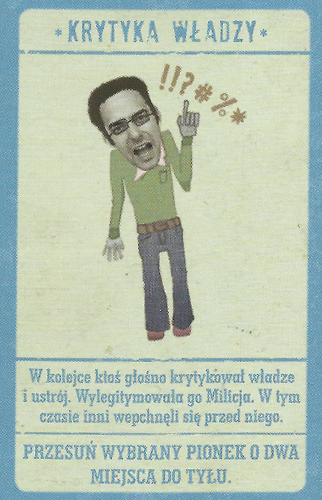 * KRYTYKA WŁADZY *
!!?#%*
W kolejce ktoś głośno krytykował władze
i ustrój. Wylegitymowała go Milicja. W tym
czasie inni wepchnęli się przed niego.
PRZESUŃ WYBRANY PIONEK O DWA
MIEJSCA DO TYŁU.